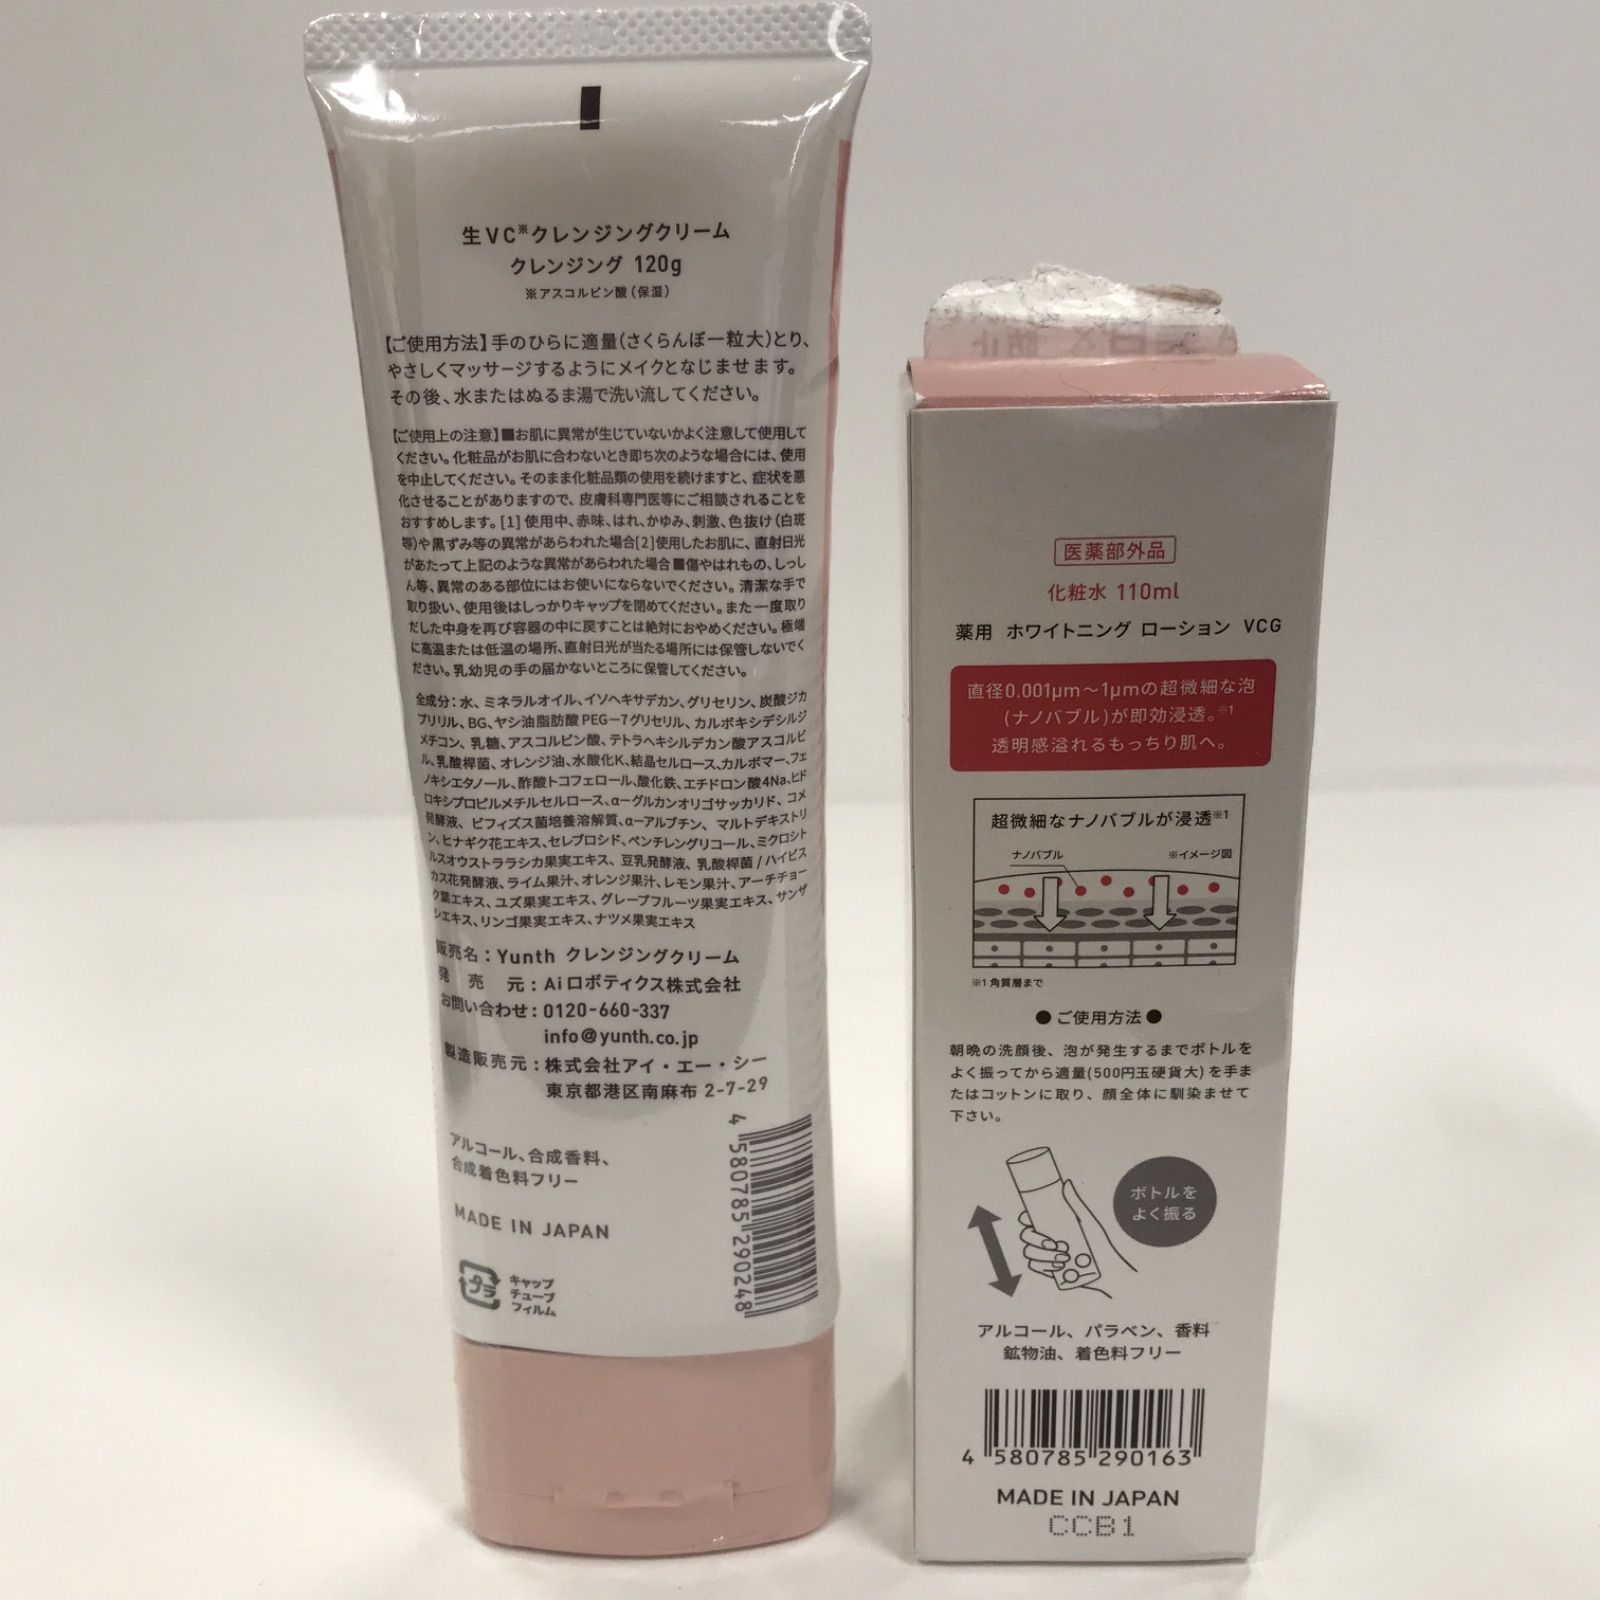 生VC※クレンジングクリーム
クレンジング 120g
※アスコルビン酸(保湿)
【ご使用方法】手のひらに適量(さくらんぼ一粒大)とり、
やさしくマッサージするようにメイクとなじませます。
その後、水またはぬるま湯で洗い流してください。
【ご使用上の注意】■お肌に異常が生じていないかよく注意して使用して
ください。化粧品がお肌に合わないとき即ち次のような場合には、使用
を中止してください。そのまま化粧品類の使用を続けますと、症状を悪
化させることがありますので、皮膚科専門医等にご相談されることを
おすすめします。[1]使用中、赤味、はれ、かゆみ、刺激、色抜け(白斑
等)や黒ずみ等の異常があらわれた場合[2]使用したお肌に、直射日光
があたって上記のような異常があらわれた場合■傷やはれもの、しっし
ん等、異常のある部位にはお使いにならないでください。清潔な手で
取り扱い、使用後はしっかりキャップを閉めてください。また一度取り
だした中身を再び容器の中に戻すことは絶対におやめください。極端
に高温または低温の場所、直射日光が当たる場所には保管しないでく
ださい。乳幼児の手の届かないところに保管してください。
全成分:水、ミネラルオイル、イソヘキサデカン、グリセリン、炭酸ジカ
プリリル、BG、ヤシ油脂肪酸PEG-7グリセリル、カルボキシデシルジ
メチコン、乳糖、アスコルビン酸、テトラヘキシルデカン酸アスコルビ
ル、乳酸桿菌、オレンジ油、水酸化K、結晶セルロース、カルボマー、フェ
ノキシエタノール、酢酸トコフェロール、酸化鉄、エチドロン酸4Na、ヒド
ロキシプロピルメチルセルロース、α-グルカンオリゴサッカリド、コメ
発酵液、ビフィズス菌培養溶解質、α-アルブチン、マルトデキストリ
ン、ヒナギク花エキス、セレブロシド、ペンチレングリコール、ミクロシト
ルスオウストララシカ果実エキス、豆乳発酵液、乳酸桿菌/ハイビス
カス花発酵液、ライム果汁、オレンジ果汁、レモン果汁、アーチチョー
ク葉エキス、ユズ果実エキス、グレープフルーツ果実エキス、サンザ
シエキス、リンゴ果実エキス、ナツメ果実エキス
販売名:Yunth クレンジングクリーム
発売元:Aiロボティクス株式会社
お問い合わせ:0120-660-337
info@yunth.co.jp
製造販売元:株式会社アイ・エー・シー
東京都港区南麻布2-7-29
アルコール、合成香料、
合成着色料フリー
MADE IN JAPAN
プラ
キャップ
チューブ
フィルム
4 580785 290248
医薬部外品
化粧水 110ml
薬用 ホワイトニング ローション VCG
直径0.001μm～1μmの超微細な泡
(ナノバブル)が即効浸透。※1
透明感溢れるもっちり肌へ。
超微細なナノバブルが浸透※1
ナノバブル ※イメージ図
※1 角質層まで
●ご使用方法●
朝晩の洗顔後、泡が発生するまでボトルを
よく振ってから適量(500円玉硬貨大)を手ま
たはコットンに取り、顔全体に馴染ませて
下さい。
ボトルを
よく振る
アルコール、パラベン、香料
鉱物油、着色料フリー
4 580785 290163
MADE IN JAPAN
CCB1